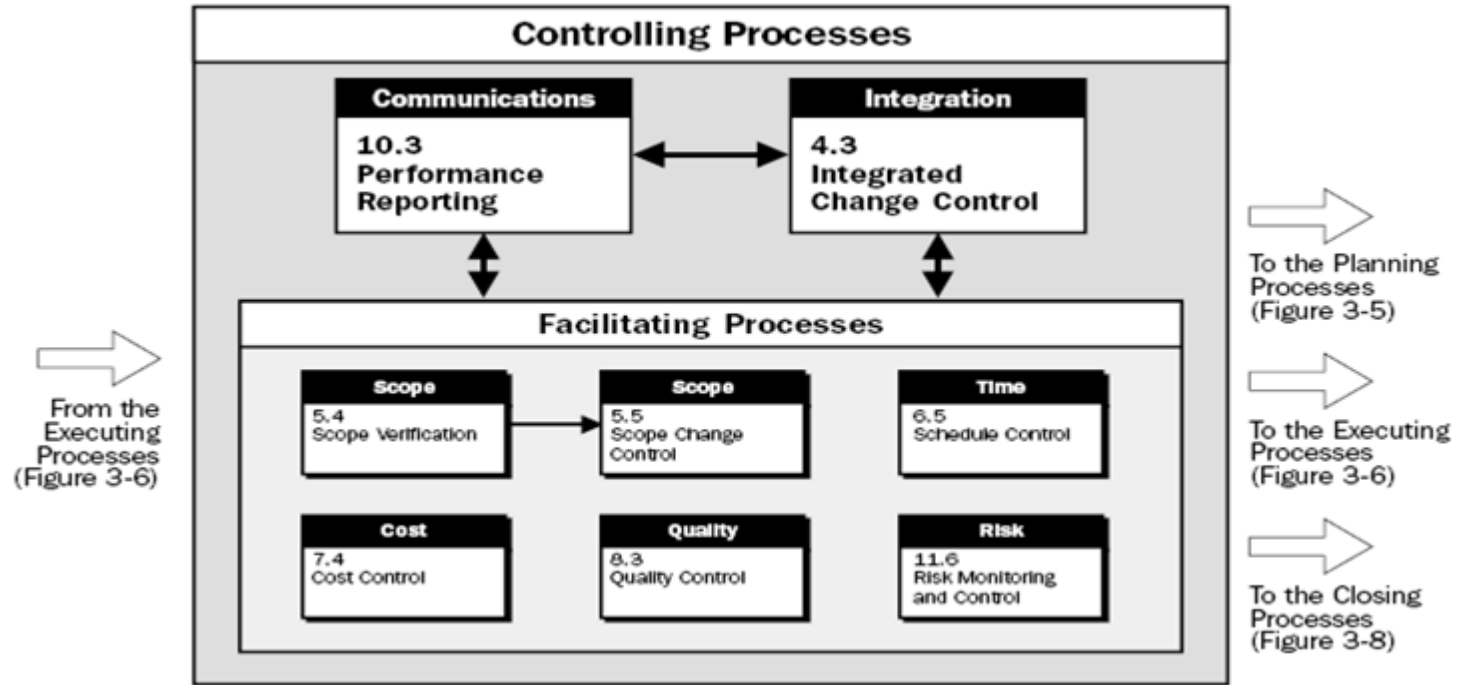 Controlling Processes
Communications
10.3
Performance
Reporting
Integration
4.3
Integrated
Change Control
Facilitating Processes
Scope
5.4
Scope Verification
Scope
5.5
Scope Change
Control
Time
6.5
Schedule Control
Cost
7.4
Cost Control
Quality
8.3
Quality Control
Risk
11.6
Risk Monitoring
and Control
From the
Executing
Processes
(Figure 3-6)
To the Planning
Processes
(Figure 3-5)
To the Executing
Processes
(Figure 3-6)
To the Closing
Processes
(Figure 3-8)